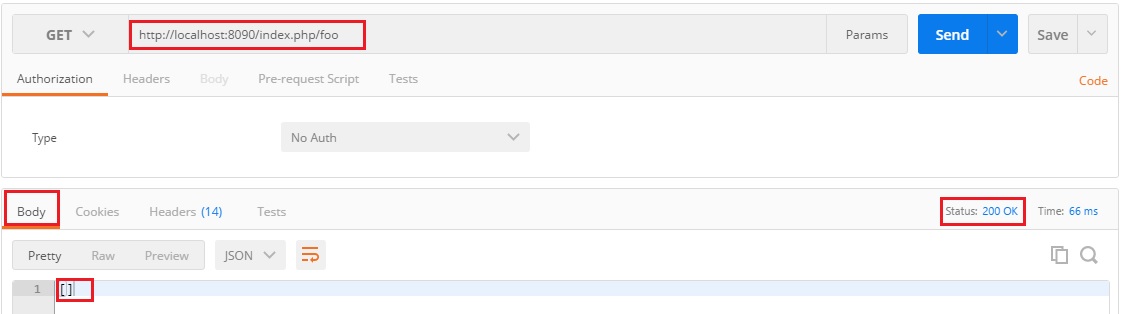 GET http://localhost:8090/index.php/foo Params Send Save
Authorization Headers Body Pre-request Script Tests Code
Type No Auth
Body Cookies Headers (14) Tests Status: 200 OK Time: 66 ms
Pretty Raw Preview JSON
1 []